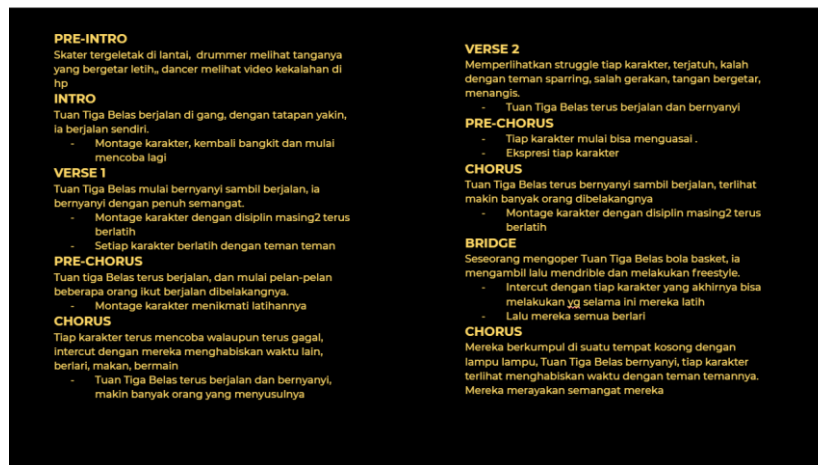 PRE-INTRO
Skater tergeletak di lantai,  drummer melihat tanganya
yang bergetar letih,, dancer melihat video kekalahan di
hp
INTRO
Tuan Tiga Belas berjalan di gang, dengan tatapan yakin,
ia berjalan sendiri.
- Montage karakter, kembali bangkit dan mulai
mencoba lagi
VERSE 1
Tuan Tiga Belas mulai bernyanyi sambil berjalan, ia
bernyanyi dengan penuh semangat.
- Montage karakter dengan disiplin masing2 terus
berlatih
- Setiap karakter berlatih dengan teman teman
PRE-CHORUS
Tuan tiga Belas terus berjalan, dan mulai pelan-pelan
beberapa orang ikut berjalan dibelakangnya.
- Montage karakter menikmati latihannya
CHORUS
Tiap karakter terus mencoba walaupun terus gagal,
intercut dengan mereka menghabiskan waktu lain,
berlari, makan, bermain
- Tuan Tiga Belas terus berjalan dan bernyanyi,
makin banyak orang yang menyusulnya
VERSE 2
Memperlihatkan struggle tiap karakter, terjatuh, kalah
dengan teman sparring, salah gerakan, tangan bergetar,
menangis.
- Tuan Tiga Belas terus berjalan dan bernyanyi
PRE-CHORUS
- Tiap karakter mulai bisa menguasai .
- Ekspresi tiap karakter
CHORUS
Tuan Tiga Belas terus bernyanyi sambil berjalan, terlihat
makin banyak orang dibelakangnya
- Montage karakter dengan disiplin masing2 terus
berlatih
BRIDGE
Seseorang mengoper Tuan Tiga Belas bola basket, ia
mengambil lalu mendrible dan melakukan freestyle.
- Intercut dengan tiap karakter yang akhirnya bisa
melakukan yg selama ini mereka latih
- Lalu mereka semua berlari
CHORUS
Mereka berkumpul di suatu tempat kosong dengan
lampu lampu, Tuan Tiga Belas bernyanyi, tiap karakter
terlihat menghabiskan waktu dengan teman temannya.
Mereka merayakan semangat mereka